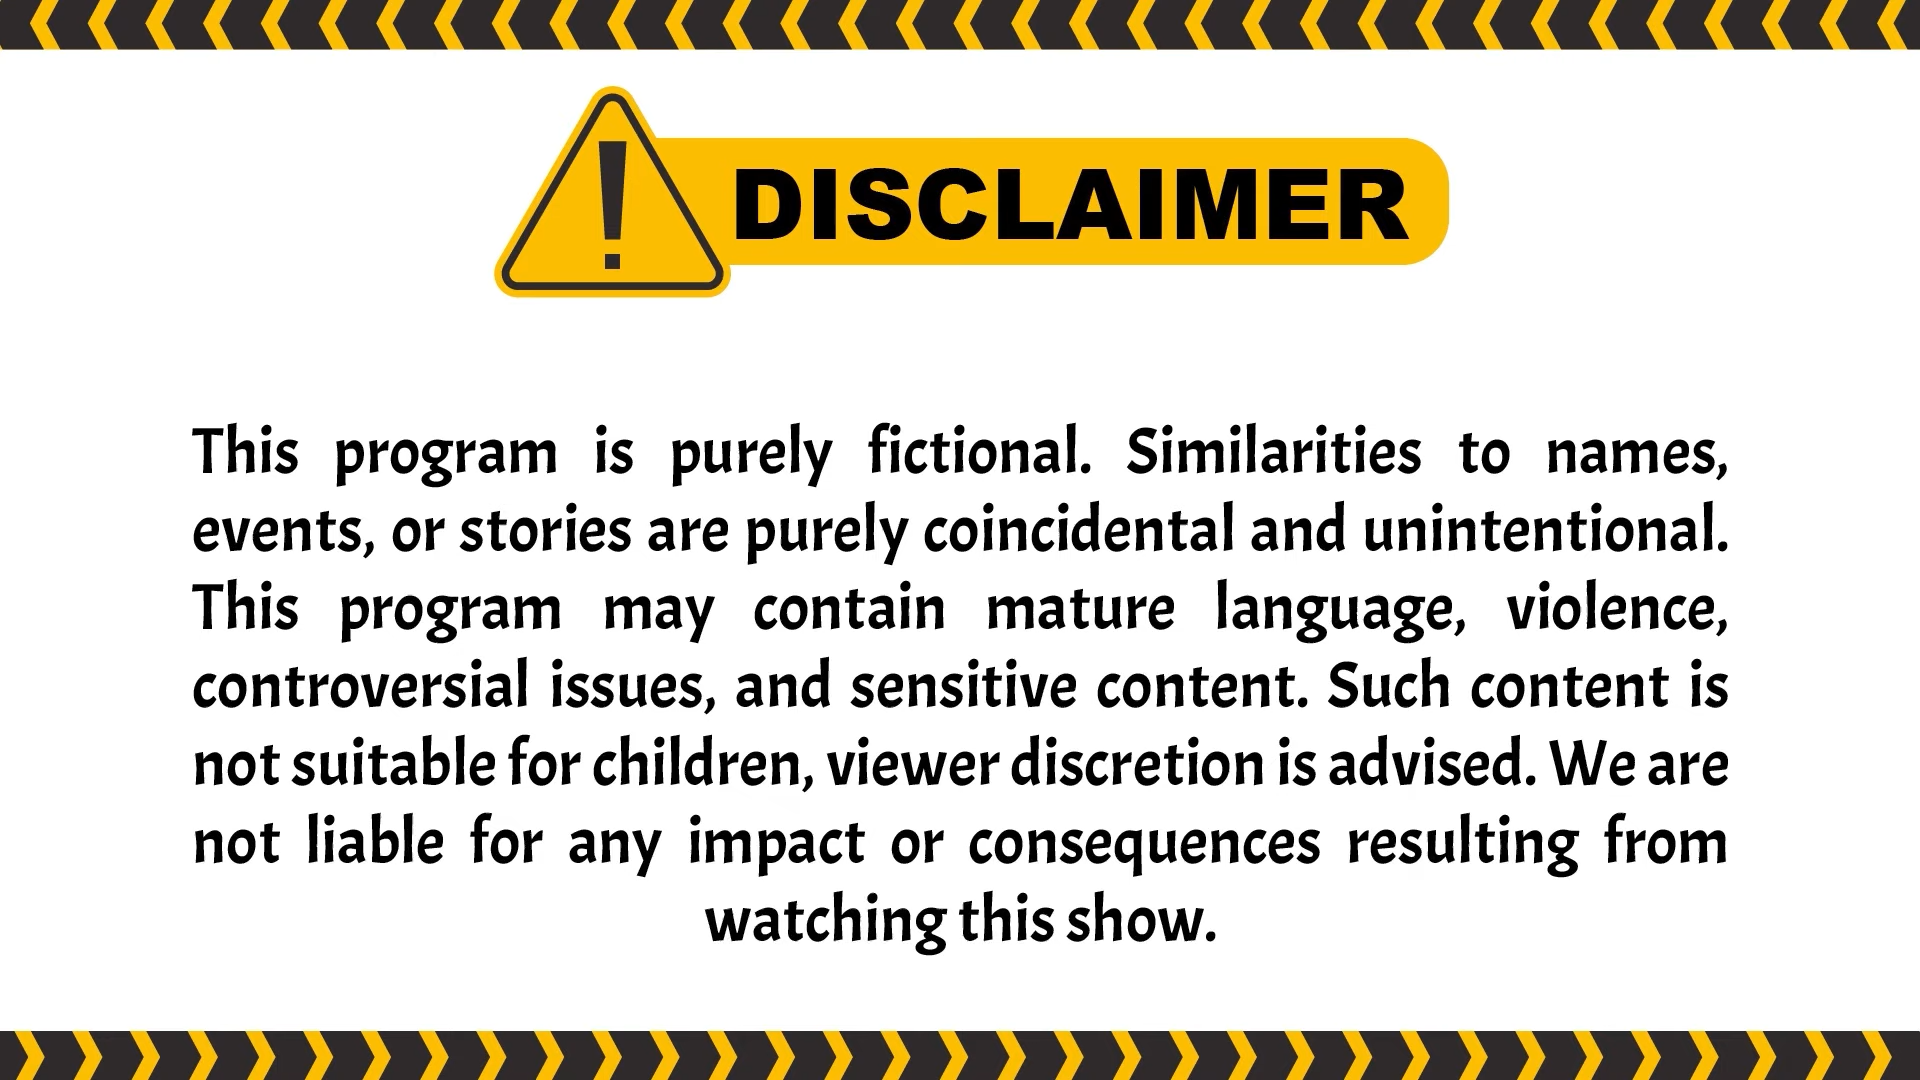 DISCLAIMER
This program is purely fictional. Similarities to names,
events, or stories are purely coincidental and unintentional.
This program may contain mature language, violence,
controversial issues, and sensitive content. Such content is
not suitable for children, viewer discretion is advised. We are
not liable for any impact or consequences resulting from
watching this show.